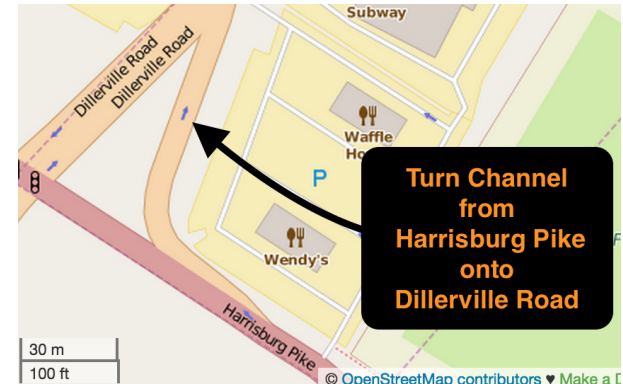 Subway
Dillerville Road
Dillerville Road
Waffle
Ho
P
Wendy's
Turn Channel
from
Harrisburg Pike
onto
Dillerville Road
Harrisburg Pike
30 m
100 ft
© OpenStreetMap contributors ♥ Make a D